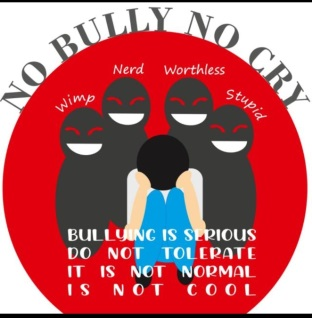 NO BULLY NO CRY
Nerd
Worthless
Wimp
Stupid
BULLYING IS SERIOUS
DO NOT TOLERATE
IT IS NOT NORMAL
IS NOT COOL